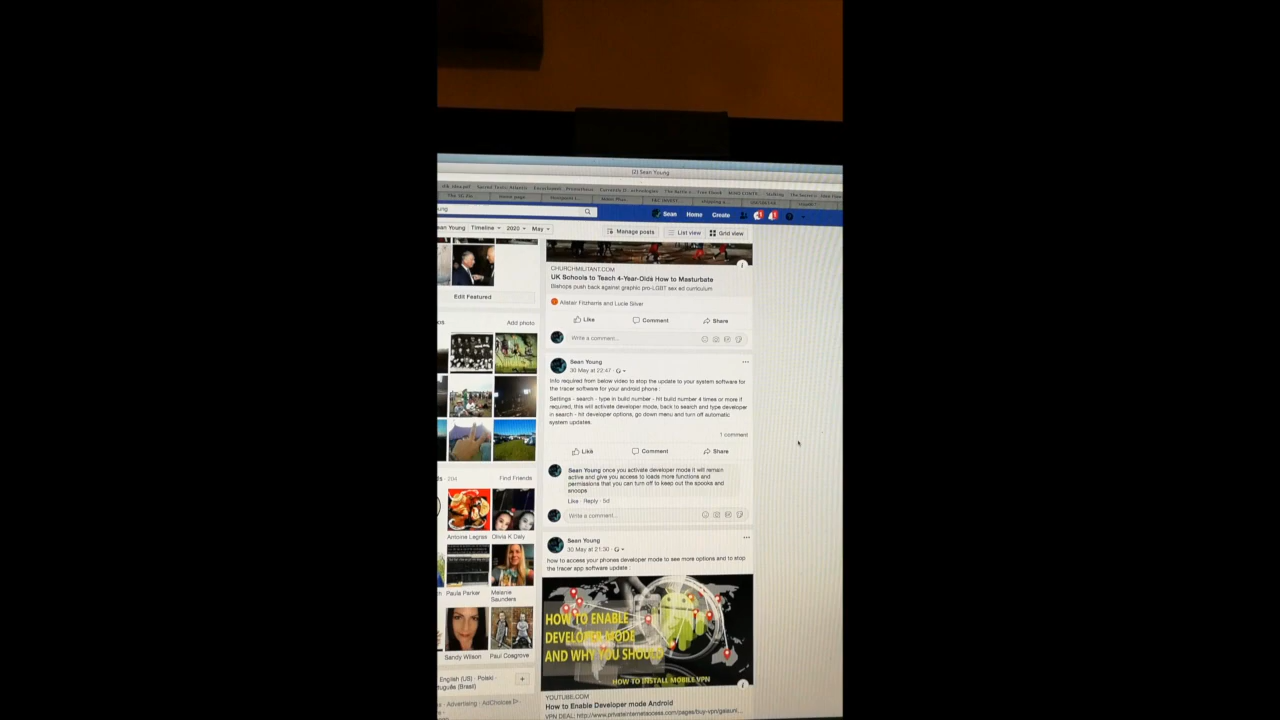 (2) Sean Young
Sean Home Create
Sean Young Timeline 2020 May
Manage posts List view Grid view
CHURCHMILITANT.COM
UK Schools to Teach 4-Year-Olds How to Masturbate
Bishops push back against graphic pro-LGBT sex ed curriculum
Edit Featured
Alistair Fitzharris and Lucie Silver
Like Comment Share
Add photo
Write a comment...
Sean Young
30 May at 22:47
Info required from below video to stop the update to your system software for
the tracer software for your android phone :
Settings - search - type in build number - hit build number 4 times or more if
required, this will activate developer mode, back to search and type developer
in search - hit developer options, go down menu and turn off automatic
system updates.
1 comment
Like Comment Share
Sean Young once you activate developer mode it will remain
active and give you access to loads more functions and
permissions that you can turn off to keep out the spooks and
snoops
Like · Reply · 5d
204 Find Friends
Write a comment...
Antoine Legras Olivia K Daly
Sean Young
30 May at 21:30
how to access your phones developer mode to see more options and to stop
the tracer app software update :
Paula Parker Melanie
Saunders
HOW TO ENABLE
DEVELOPER MODE
AND WHY YOU SHOULD
HOW TO INSTALL MOBILE VPN
Sandy Wilson Paul Cosgrove
English (US) · Polski ·
(Brasil)
Advertising · AdChoices
YOUTUBE.COM
How to Enable Developer mode Android